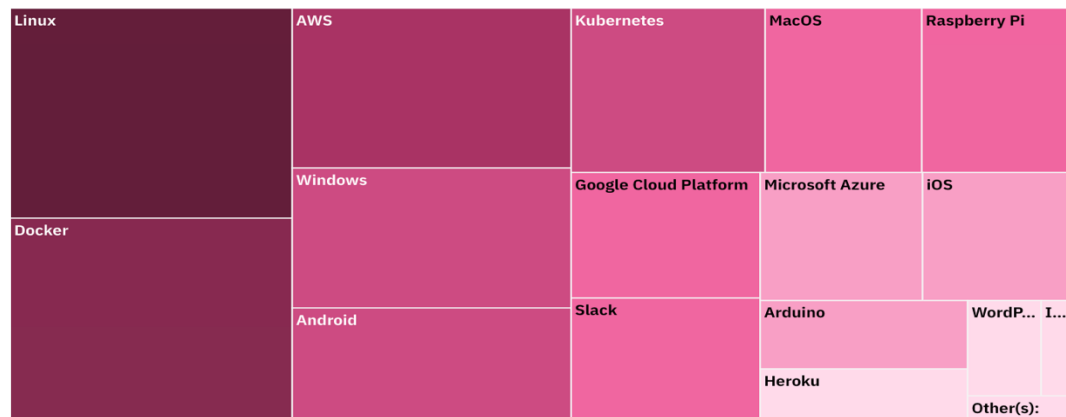 Linux
Docker
AWS
Windows
Android
Kubernetes
Google Cloud Platform
Slack
MacOS
Raspberry Pi
Microsoft Azure
iOS
Arduino
Heroku
WordP...
I...
Other(s):